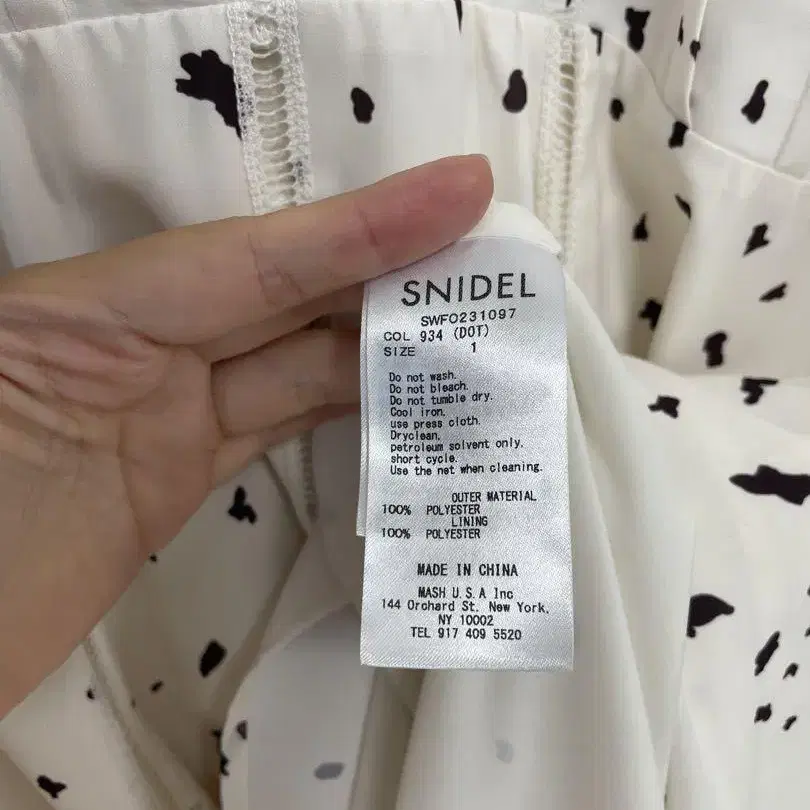 SNIDEL
SWFO231097
COL 934 (DOT)
SIZE 1
Do not wash.
Do not bleach.
Do not tumble dry.
Cool iron.
use press cloth.
Dryclean.
petroleum solvent only.
short cycle.
Use the net when cleaning.
OUTER MATERIAL
100% POLYESTER
LINING
100% POLYESTER
MADE IN CHINA
MASH U.S.A Inc
144 Orchard St. New York,
NY 10002
TEL 917 409 5520